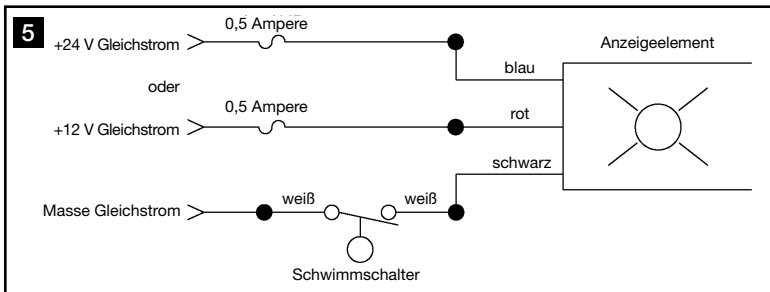 5
0,5 Ampere
+24 V Gleichstrom
Anzeigeelement
blau
oder
0,5 Ampere
rot
+12 V Gleichstrom
schwarz
weiß
weiß
Masse Gleichstrom
Schwimmschalter